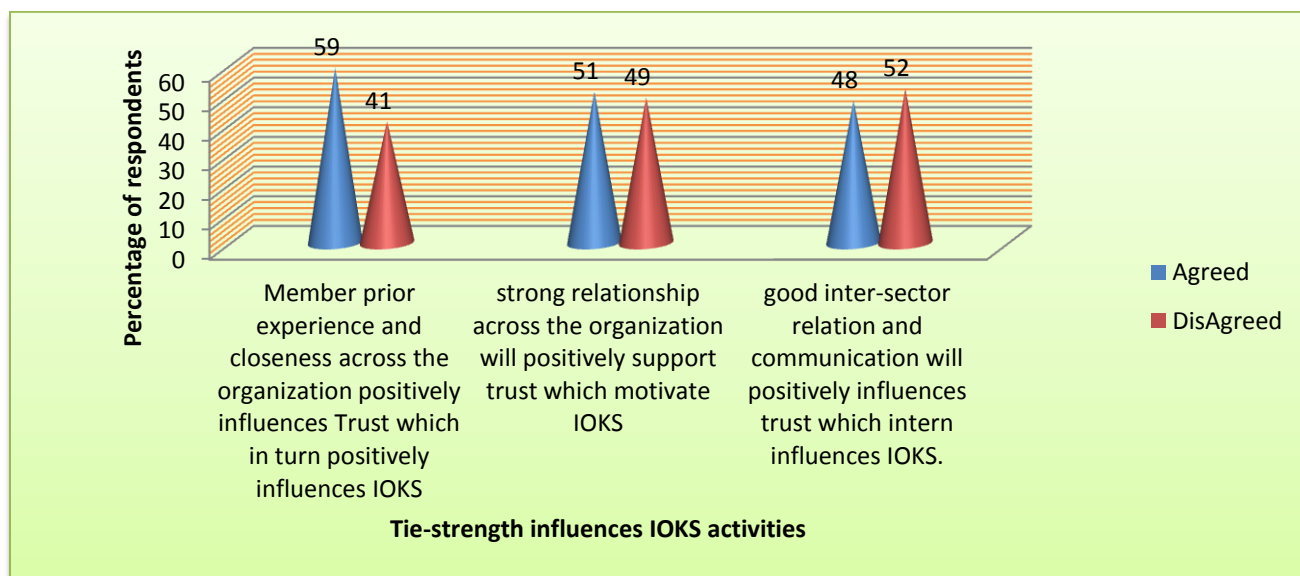 Percentage of respondents
60
50
40
30
20
10
0
59
41
51
49
48
52
Member prior
experience and
closeness across the
organization positively
influences Trust which
in turn positively
influences IOKS
strong relationship
across the organization
will positively support
trust which motivate
IOKS
good inter-sector
relation and
communication will
positively influences
trust which intern
influences IOKS.
Tie-strength influences IOKS activities
Agreed
DisAgreed